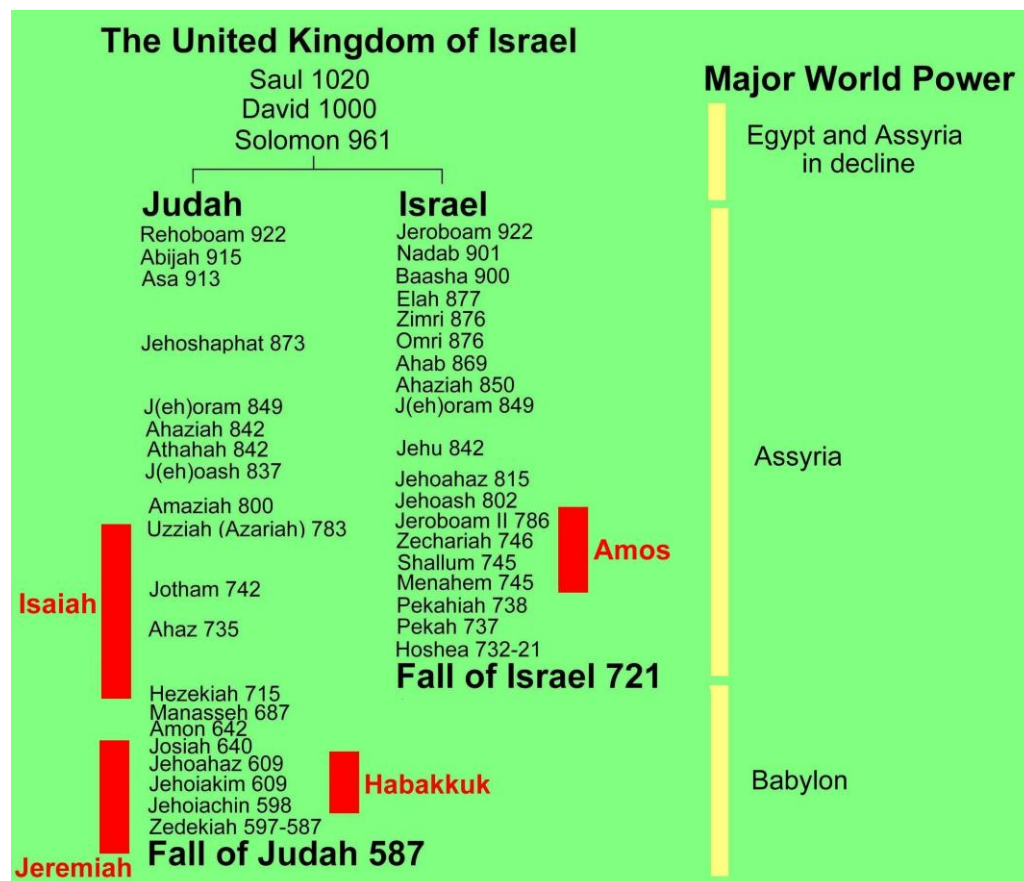 The United Kingdom of Israel
Saul 1020
David 1000
Solomon 961
Judah
Rehoboam 922
Abijah 915
Asa 913
Jehoshaphat 873
J(eh)oram 849
Ahaziah 842
Athahah 842
J(eh)oash 837
Amaziah 800
Uzziah (Azariah) 783
Jotham 742
Ahaz 735
Hezekiah 715
Manasseh 687
Amon 642
Josiah 640
Jehoahaz 609
Jehoiakim 609
Jehoiachin 598
Zedekiah 597-587
Fall of Judah 587
Isaiah
Jeremiah
Habakkuk
Israel
Jeroboam 922
Nadab 901
Baasha 900
Elah 877
Zimri 876
Omri 876
Ahab 869
Ahaziah 850
J(eh)oram 849
Jehu 842
Jehoahaz 815
Jehoash 802
Jeroboam II 786
Zechariah 746
Shallum 745
Menahem 745
Pekahiah 738
Pekah 737
Hoshea 732-21
Fall of Israel 721
Amos
Major World Power
Egypt and Assyria
in decline
Assyria
Babylon